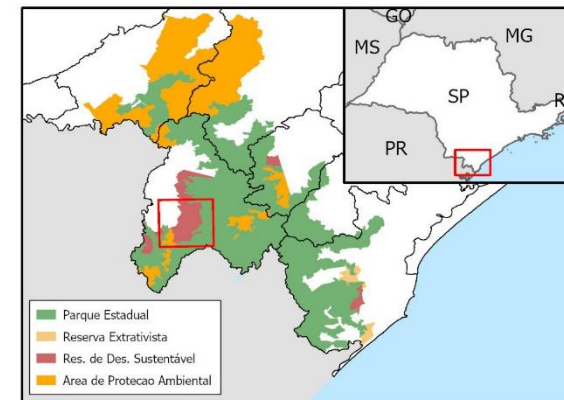 GO
MS
MG
SP
R
PR
Parque Estadual
Reserva Extrativista
Res. de Des. Sustentável
Area de Protecao Ambiental